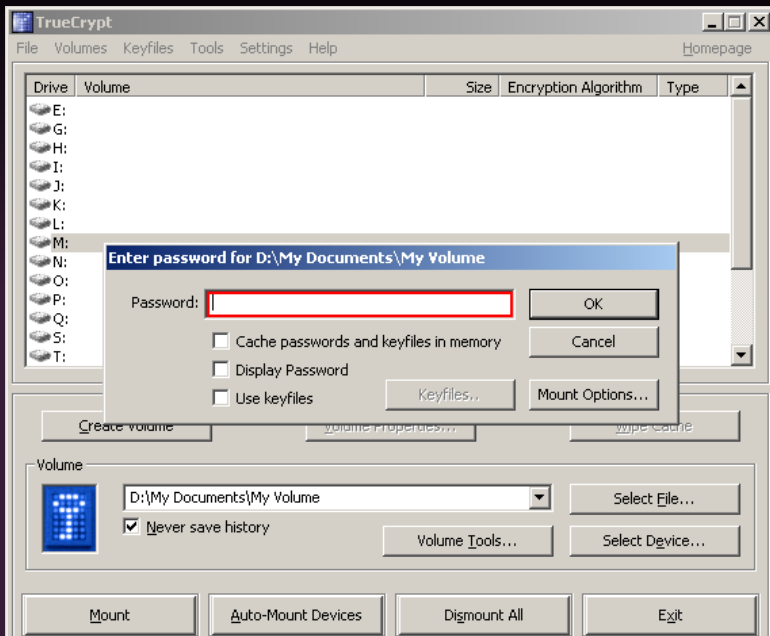 TrueCrypt
File Volumes Keyfiles Tools Settings Help Homepage
Drive Volume Size Encryption Algorithm Type
E:
G:
H:
I:
J:
K:
L:
M:
N:
O:
P:
Q:
S:
T:
Enter password for D:\My Documents\My Volume
Password: OK
Cache passwords and keyfiles in memory Cancel
Display Password
Use keyfiles Keyfiles.. Mount Options...
Create Volume Volume Properties... Wipe Cache
Volume
D:\My Documents\My Volume Select File...
Never save history Volume Tools... Select Device...
Mount Auto-Mount Devices Dismount All Exit